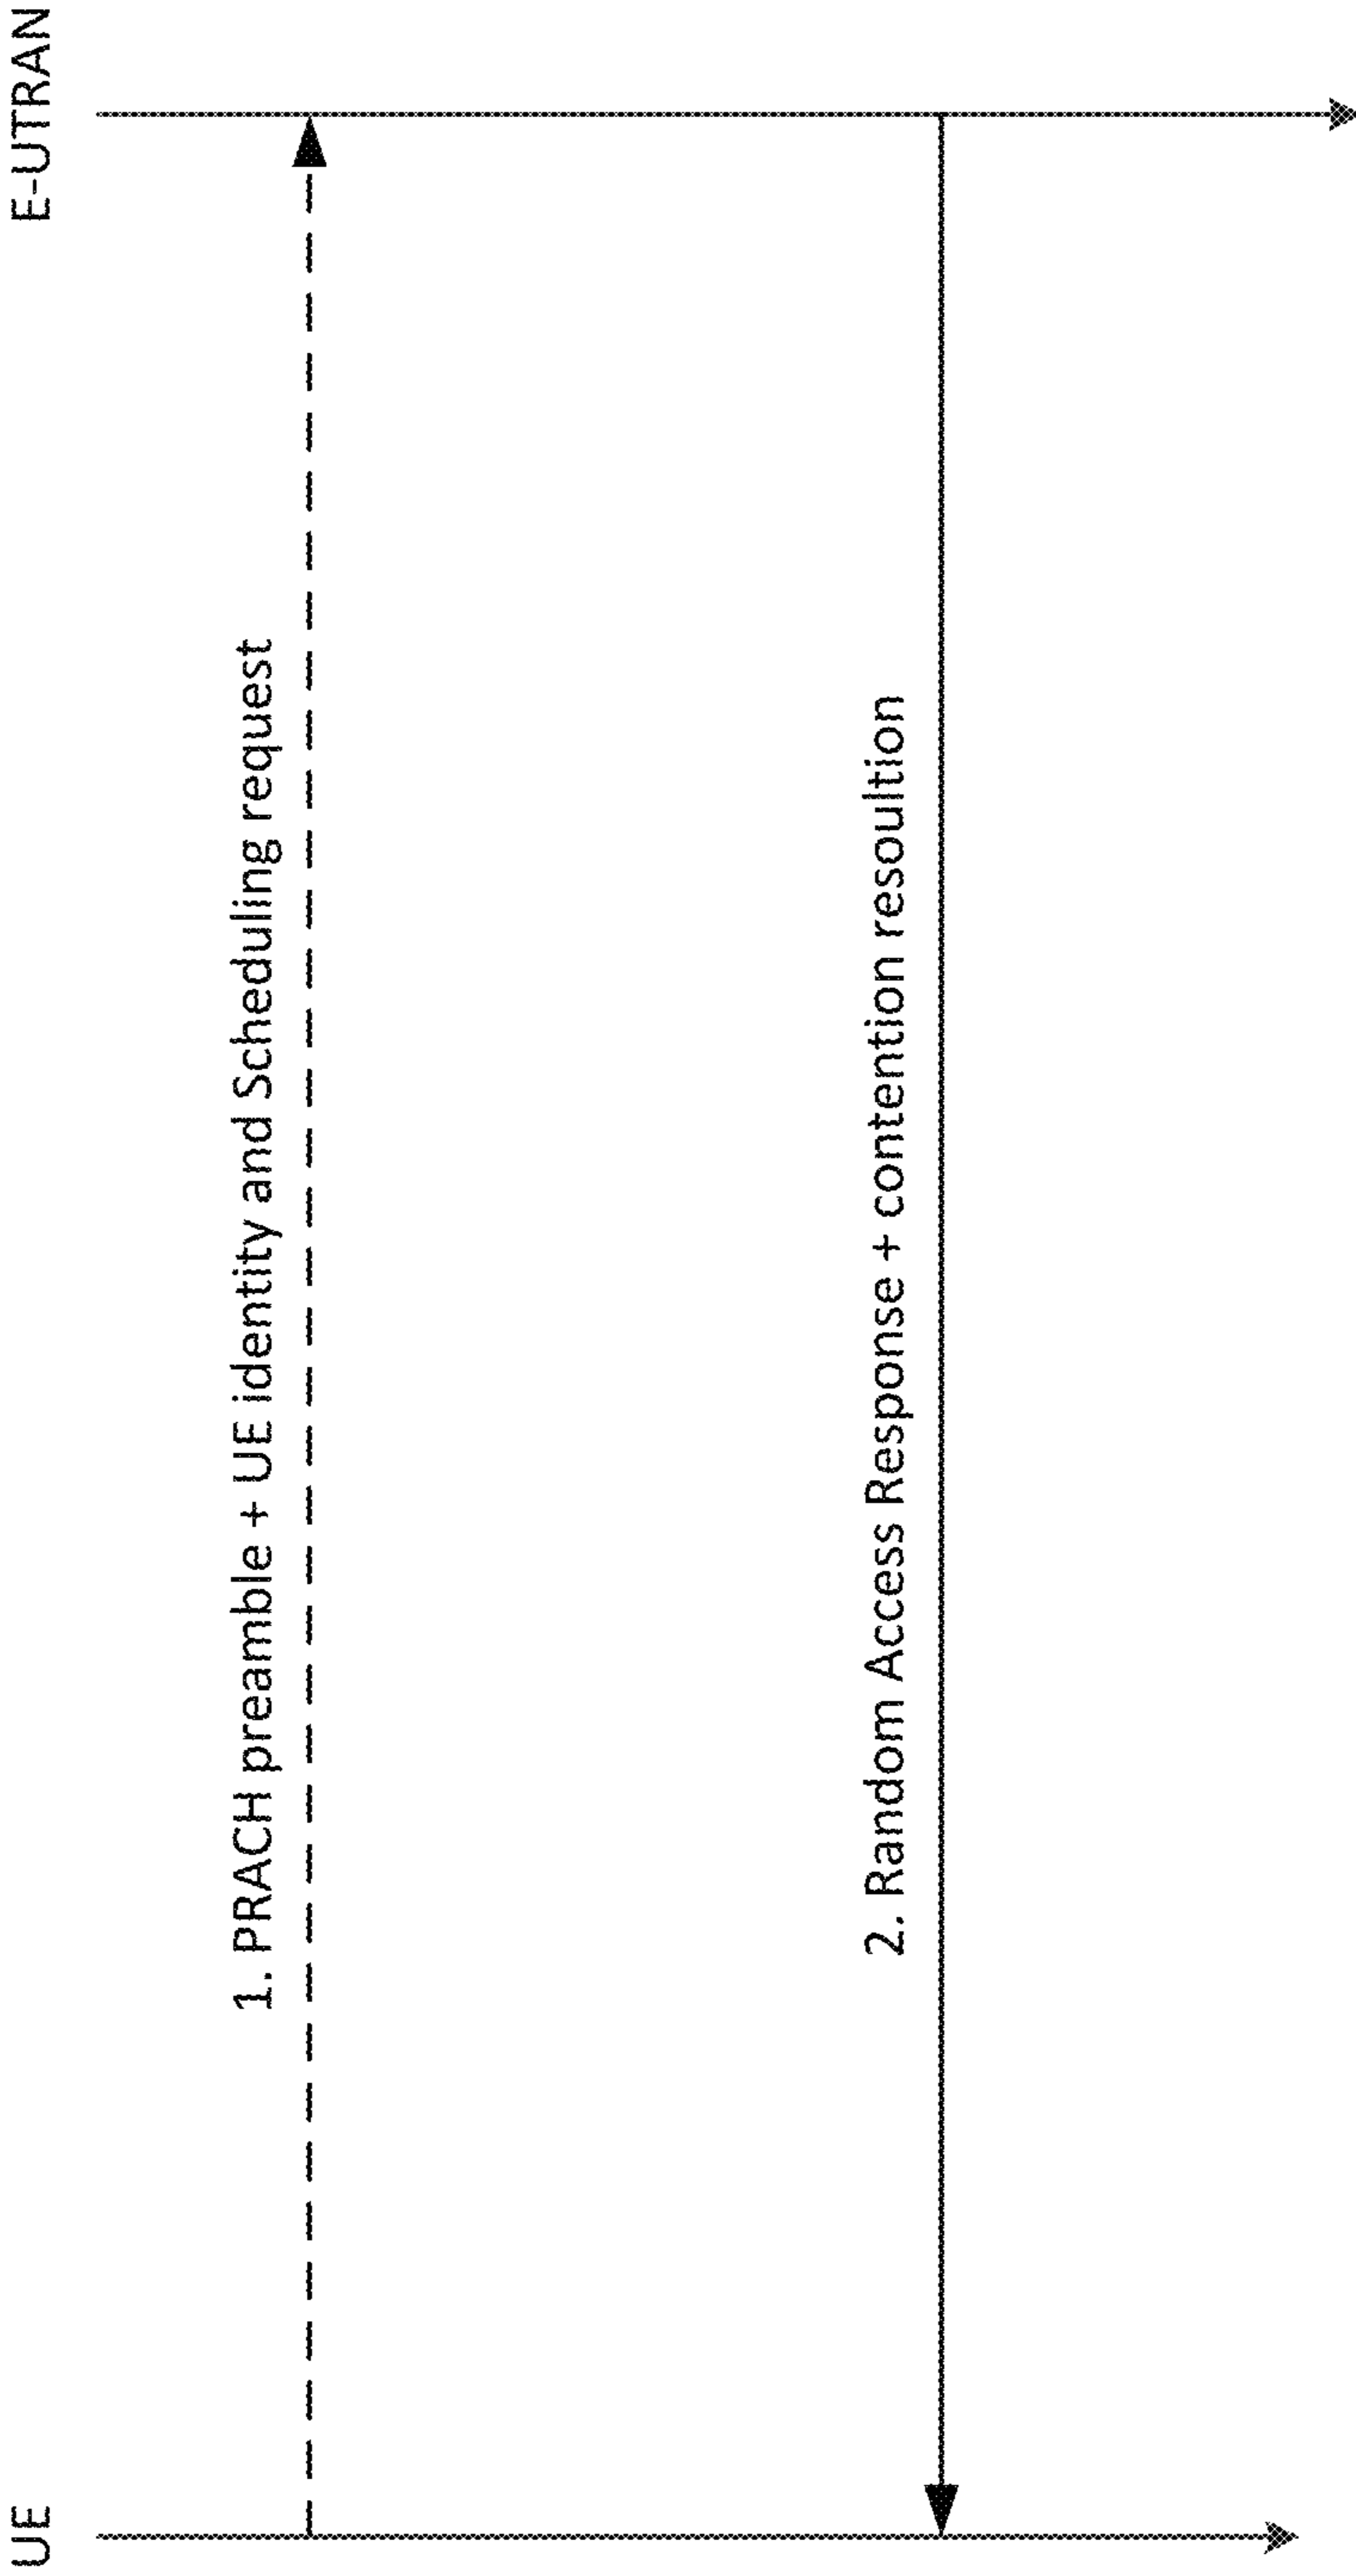 UE
E-UTRAN
1. PRACH preamble + UE identity and Scheduling request
2. Random Access Response + contention resoultion